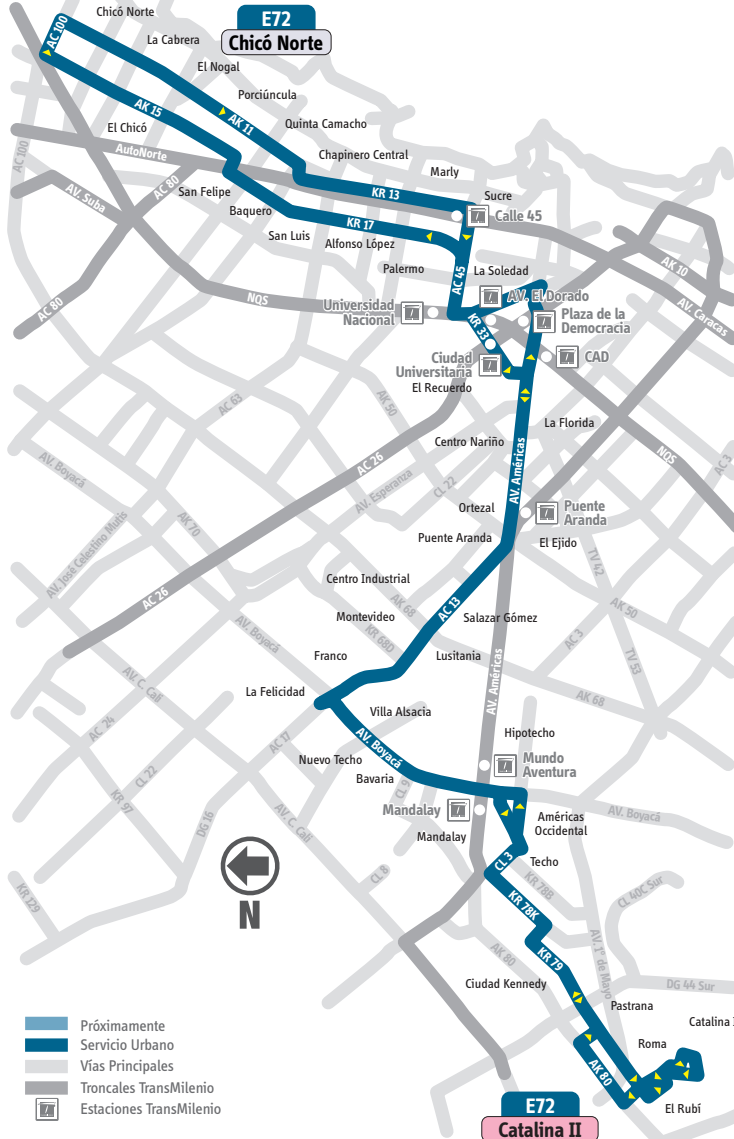 Chicó Norte
E72
Chicó Norte
AC 100
La Cabrera
El Nogal
Porciúncula
AK 15
AK 11
Quinta Camacho
El Chicó
AutoNorte
Chapinero Central
AC 100
Marly
AC 80
San Felipe
KR 13
Sucre
AV. Suba
Baquero
Calle 45
KR 17
San Luis
Alfonso López
AK 10
Palermo
La Soledad
AC 45
NQS
AV. El Dorado
AV. Caracas
AC 80
Universidad
Nacional
Plaza de la
Democracia
KR 33
Ciudad
Universitaria
CAD
El Recuerdo
AC 63
AK 50
La Florida
Centro Nariño
NQS
AC 3
AV. Boyacá
AC 26
AV. Américas
AV. Esperanza
CL 22
AV. José Celestino Mutis
AK 70
Ortezal
Puente
Aranda
Puente Aranda
El Ejido
TV 42
Centro Industrial
AC 26
AK 68
AC 13
AK 50
Montevideo
Salazar Gómez
AV. Boyacá
KR 68D
AC 3
Franco
Lusitania
TV 53
AV. C. Cali
AV. Américas
AK 68
La Felicidad
Villa Alsacia
AC 24
AC 17
Hipotecho
AV. Boyacá
Nuevo Techo
Mundo
Aventura
CL 22
Bavaria
KR 97
Mandalay
Américas
Occidental
AV. Boyacá
DG 16
AV. C. Cali
Mandalay
Techo
CL 3
CL 8
KR 78B
CL 40C Sur
KR 129
KR 78K
N
AV. 1° de Mayo
AK 80
KR 79
Ciudad Kennedy
DG 44 Sur
Pastrana
Próximamente
Servicio Urbano
Vías Principales
Troncales TransMilenio
Estaciones TransMilenio
Roma
AK 80
El Rubí
E72
Catalina II